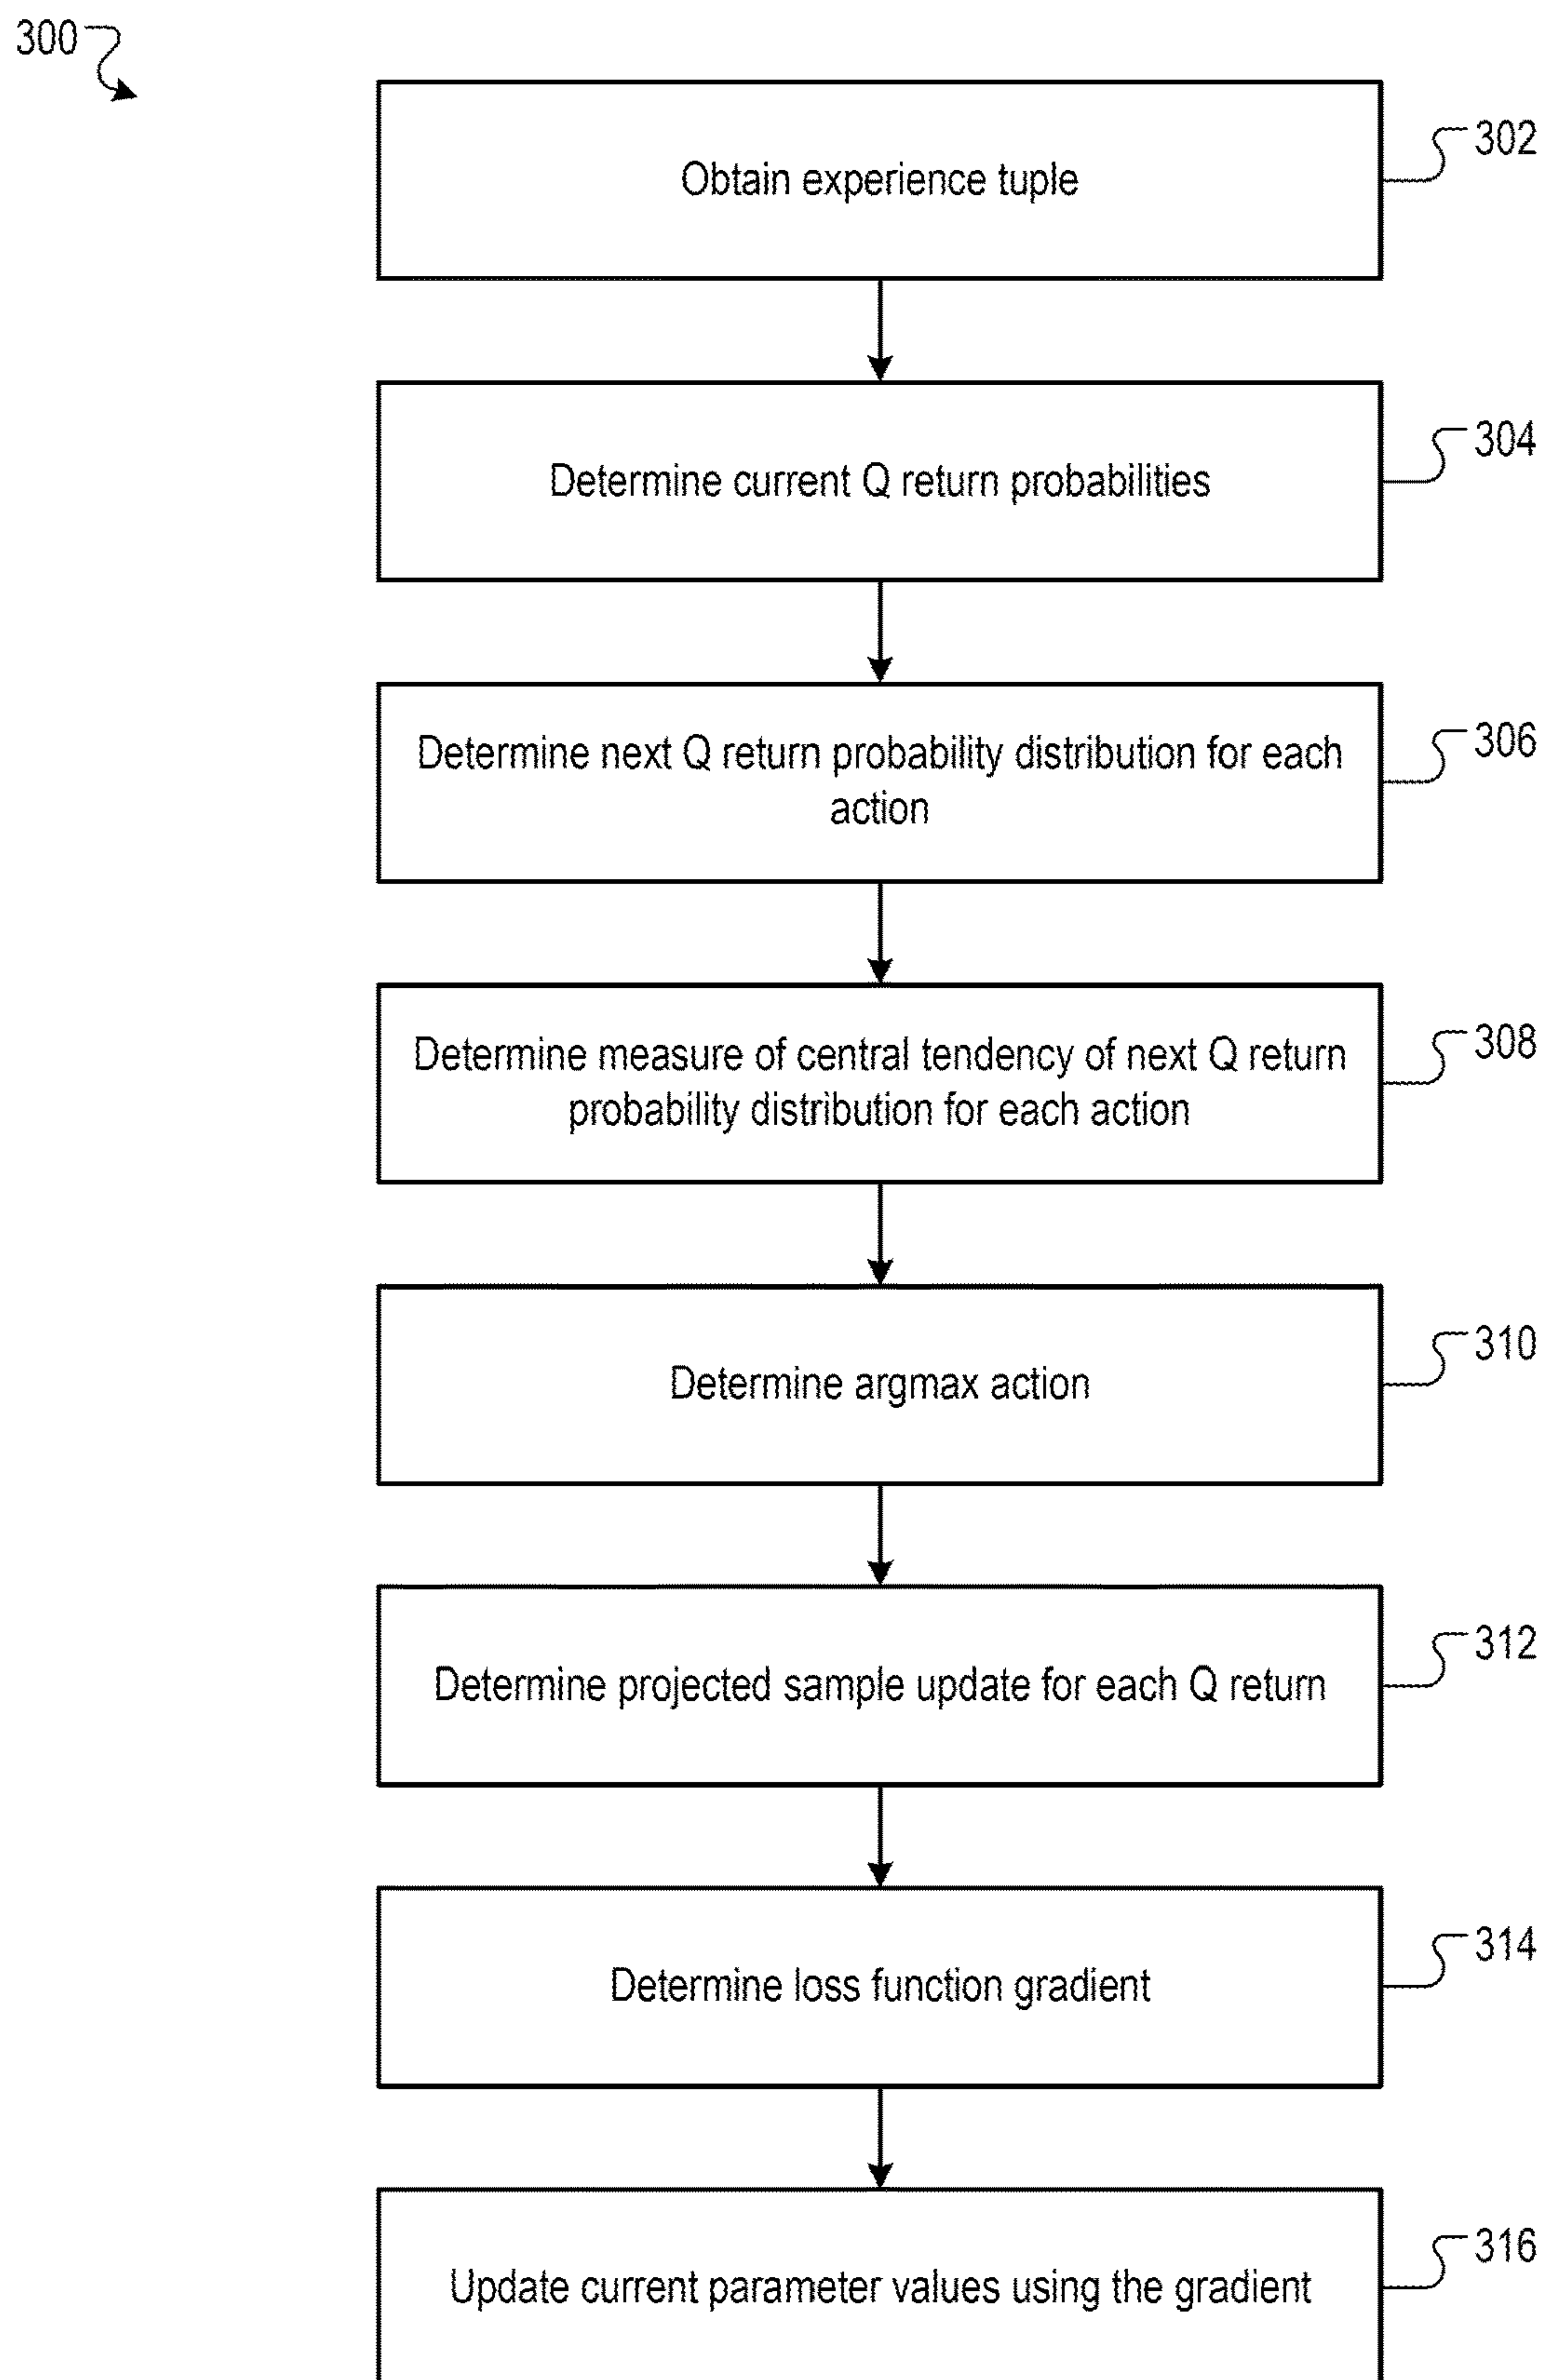 300
Obtain experience tuple
302
Determine current Q return probabilities
304
Determine next Q return probability distribution for each
action
306
Determine measure of central tendency of next Q return
probability distribution for each action
308
Determine argmax action
310
Determine projected sample update for each Q return
312
Determine loss function gradient
314
Update current parameter values using the gradient
316